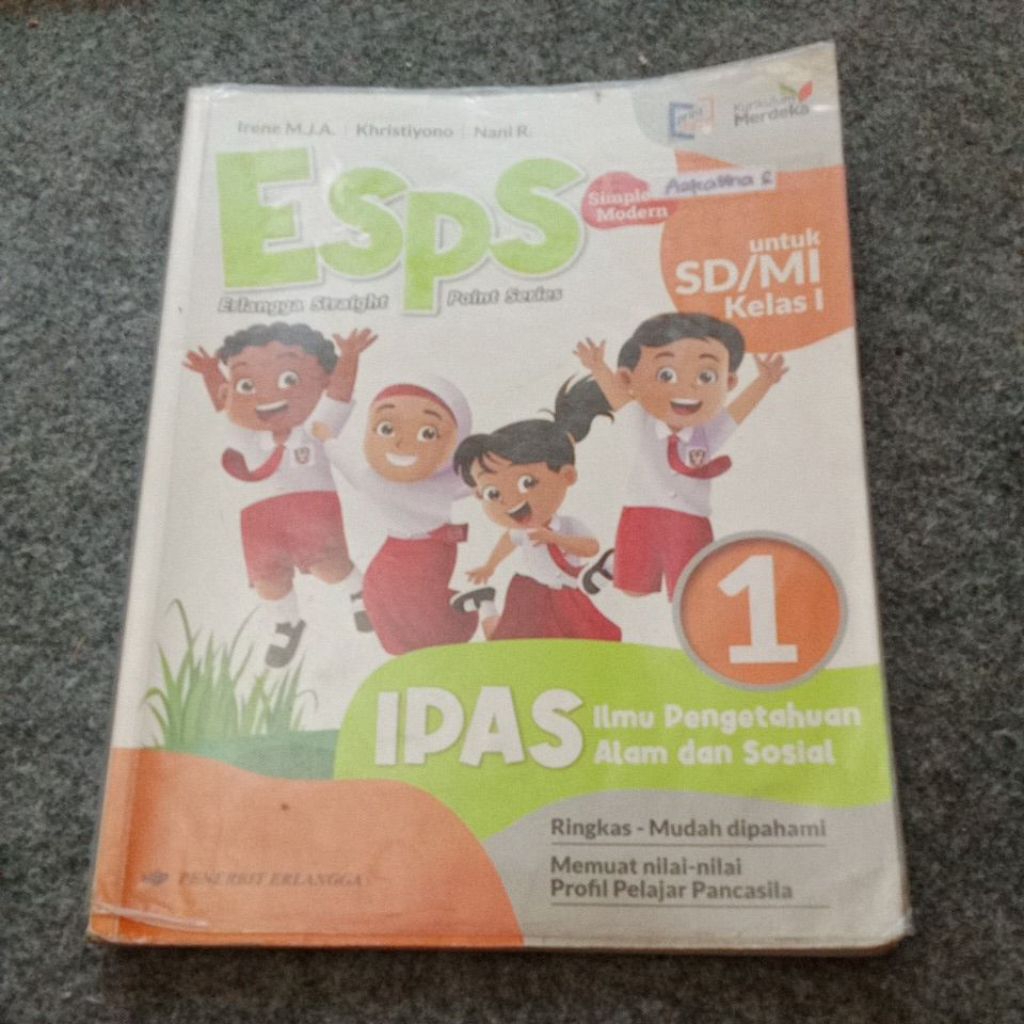 Irene M.J.A. | Khristiyono | Nani R.
Kurikulum
Merdeka
ESPS
Erlangga Straight Point Series
Simple
Modern
untuk
SD/MI
Kelas I
1
IPAS
Ilmu Pengetahuan
Alam dan Sosial
Ringkas - Mudah dipahami
Memuat nilai-nilai
Profil Pelajar Pancasila
PENERBIT ERLANGGA